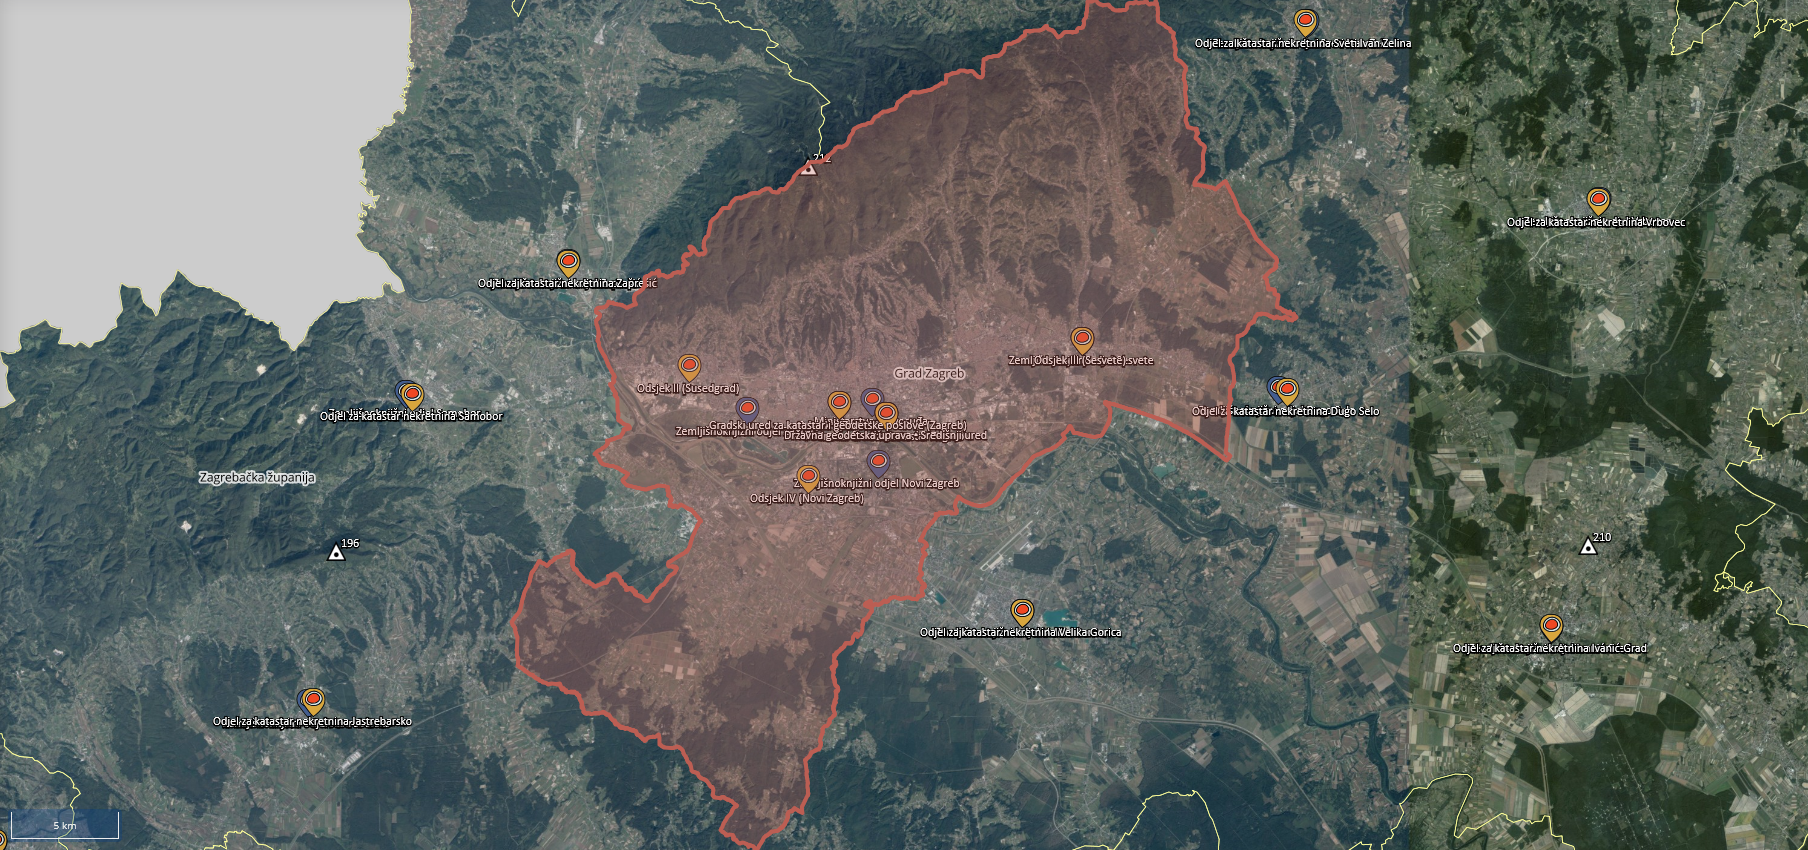 Odjel za katastar nekretnina Sveti Ivan Zelina
212
Odjel za katastar nekretnina Vrbovec
Odjel za katastar nekretnina Zaprešić
Odsjek III (Sesvete)
Grad Zagreb
Odsjek II (Susedgrad)
Odjel za katastar nekretnina Samobor
Odjel za katastar nekretnina Dugo Selo
Gradski ured za katastar i geodetske poslove (Zagreb)
Zemljišnoknjižni odjel
Državna geodetska uprava - Središnji ured
Zagrebačka županija
Zemljišnoknjižni odjel Novi Zagreb
Odsjek IV (Novi Zagreb)
196
210
Odjel za katastar nekretnina Velika Gorica
Odjel za katastar nekretnina Ivanić-Grad
Odjel za katastar nekretnina Jastrebarsko
5 km